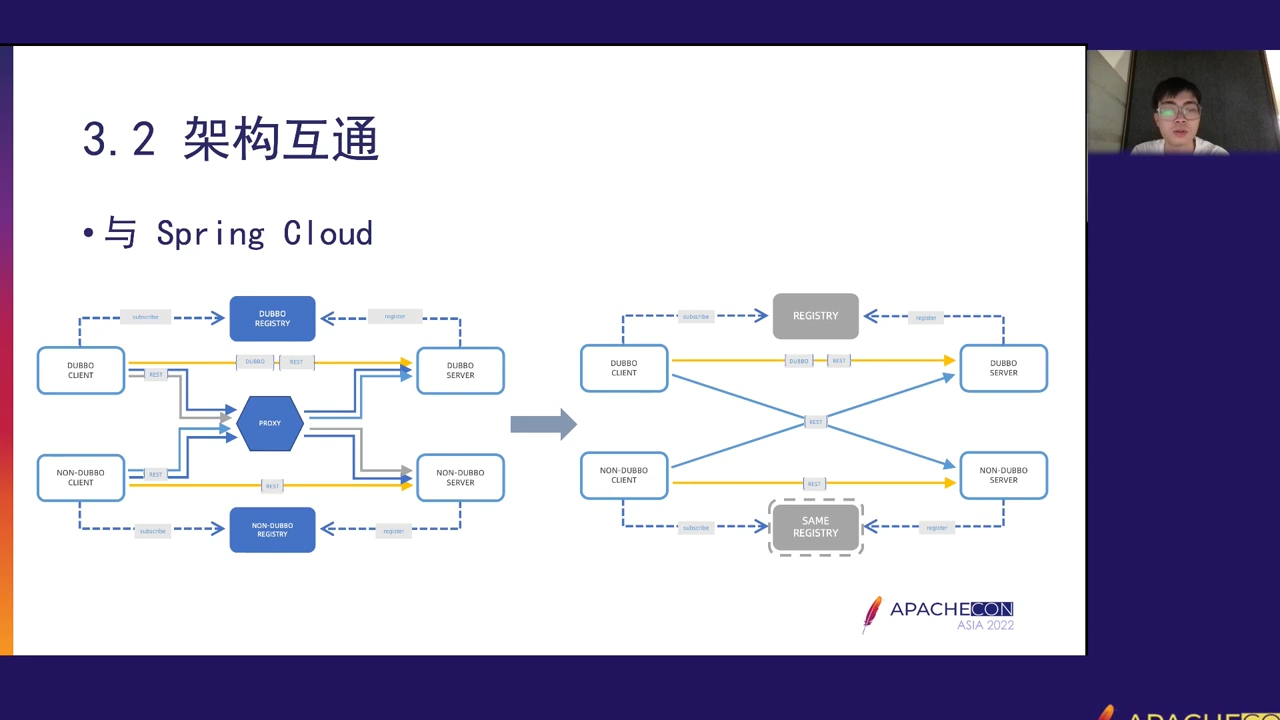 3.2 架构互通
•与 Spring Cloud
subscribe
DUBBO
REGISTRY
register
DUBBO
CLIENT
DUBBO
REST
DUBBO
SERVER
REST
PROXY
NON-DUBBO
CLIENT
REST
REST
NON-DUBBO
SERVER
subscribe
NON-DUBBO
REGISTRY
register
subscribe
REGISTRY
register
DUBBO
CLIENT
DUBBO
REST
DUBBO
SERVER
REST
NON-DUBBO
CLIENT
REST
NON-DUBBO
SERVER
subscribe
SAME
REGISTRY
register
APACHECON
ASIA 2022
APACHECO